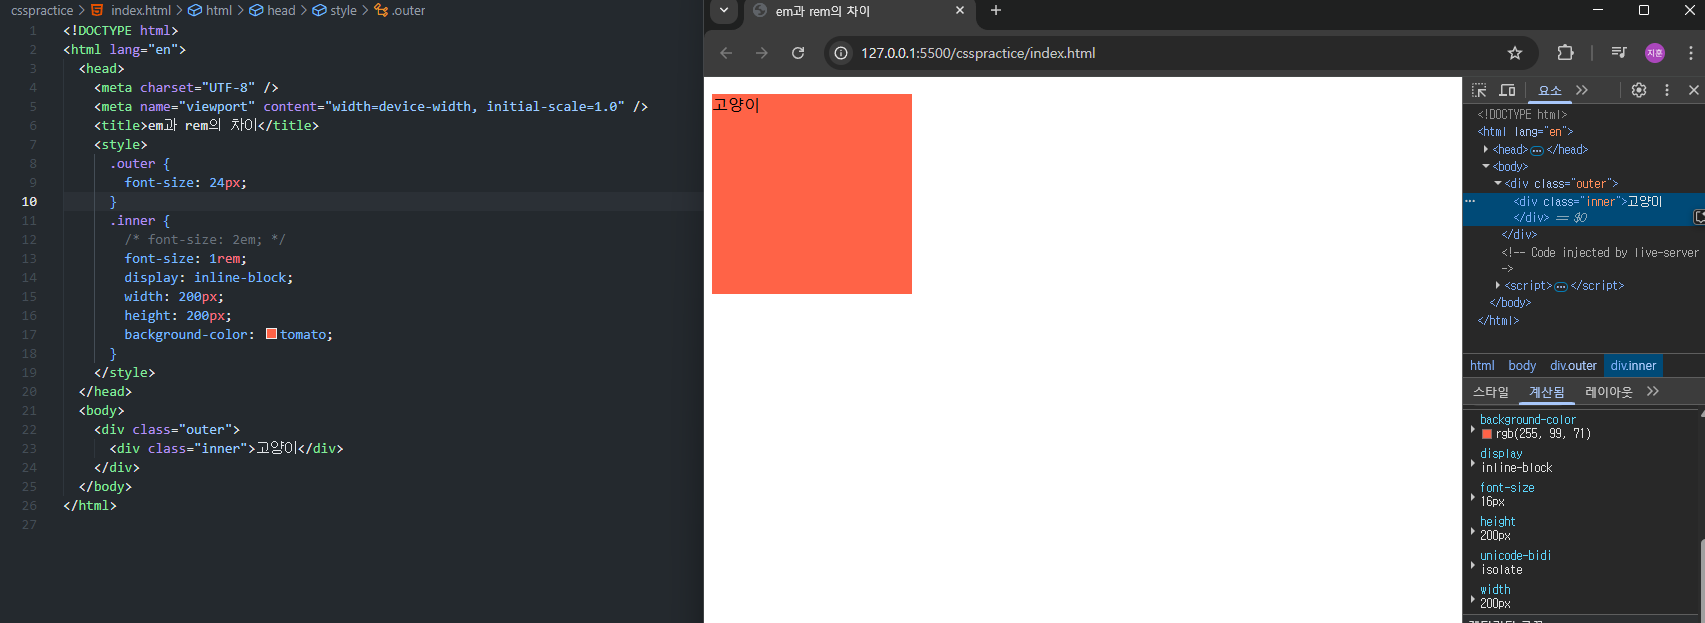 csspractice > index.html > html > head > style > .outer
1 <!DOCTYPE html>
2 <html lang="en">
3 <head>
4 <meta charset="UTF-8" />
5 <meta name="viewport" content="width=device-width, initial-scale=1.0" />
6 <title>em과 rem의 차이</title>
7 <style>
8 .outer {
9 font-size: 24px;
10 }
11 .inner {
12 /* font-size: 2em; */
13 font-size: 1rem;
14 display: inline-block;
15 width: 200px;
16 height: 200px;
17 background-color: tomato;
18 }
19 </style>
20 </head>
21 <body>
22 <div class="outer">
23 <div class="inner">고양이</div>
24 </div>
25 </body>
26 </html>
27
em과 rem의 차이
127.0.0.1:5500/csspractice/index.html
지훈
고양이
요소
<!DOCTYPE html>
<html lang="en">
<head> </head>
<body>
<div class="outer">
<div class="inner">고양이
</div> == $0
</div>
<!-- Code injected by live-server
-->
<script> </script>
</body>
</html>
html body div.outer div.inner
스타일 계산됨 레이아웃
background-color
rgb(255, 99, 71)
display
inline-block
font-size
16px
height
200px
unicode-bidi
isolate
width
200px